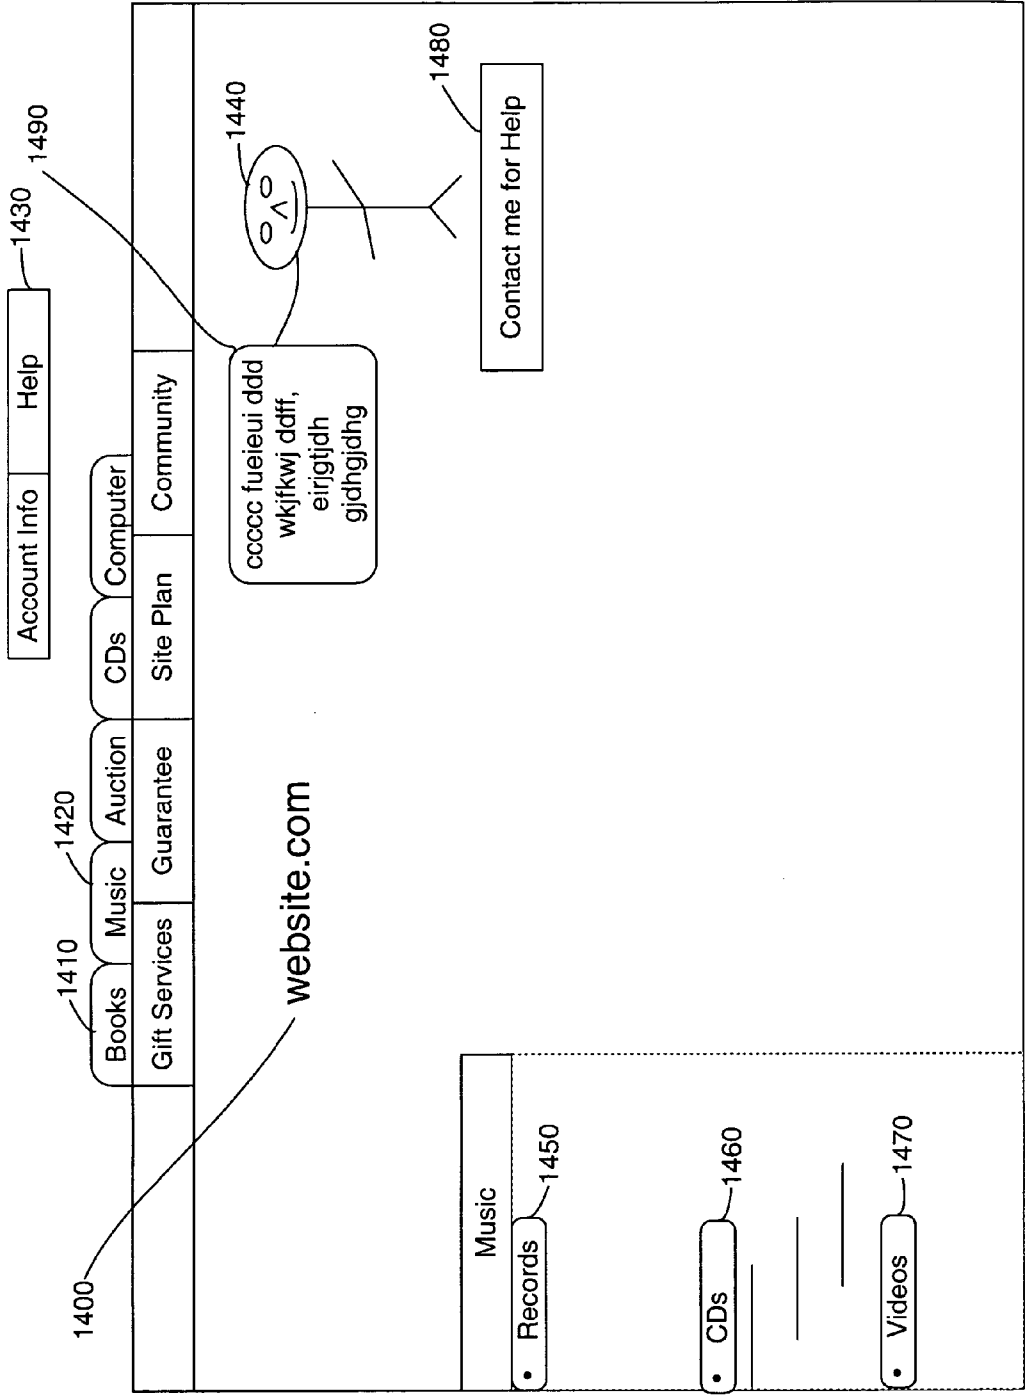 Account Info Help
1430
1410
1420
1490
Books Music Auction CDs Computer
Gift Services Guarantee Site Plan Community
1400
website.com
ccccc fueieui ddd
wkjfkwj ddff,
eirjgtjdh
gjdhgjdhg
1440
1480
Contact me for Help
Music
• Records
1450
• CDs
1460
• Videos
1470